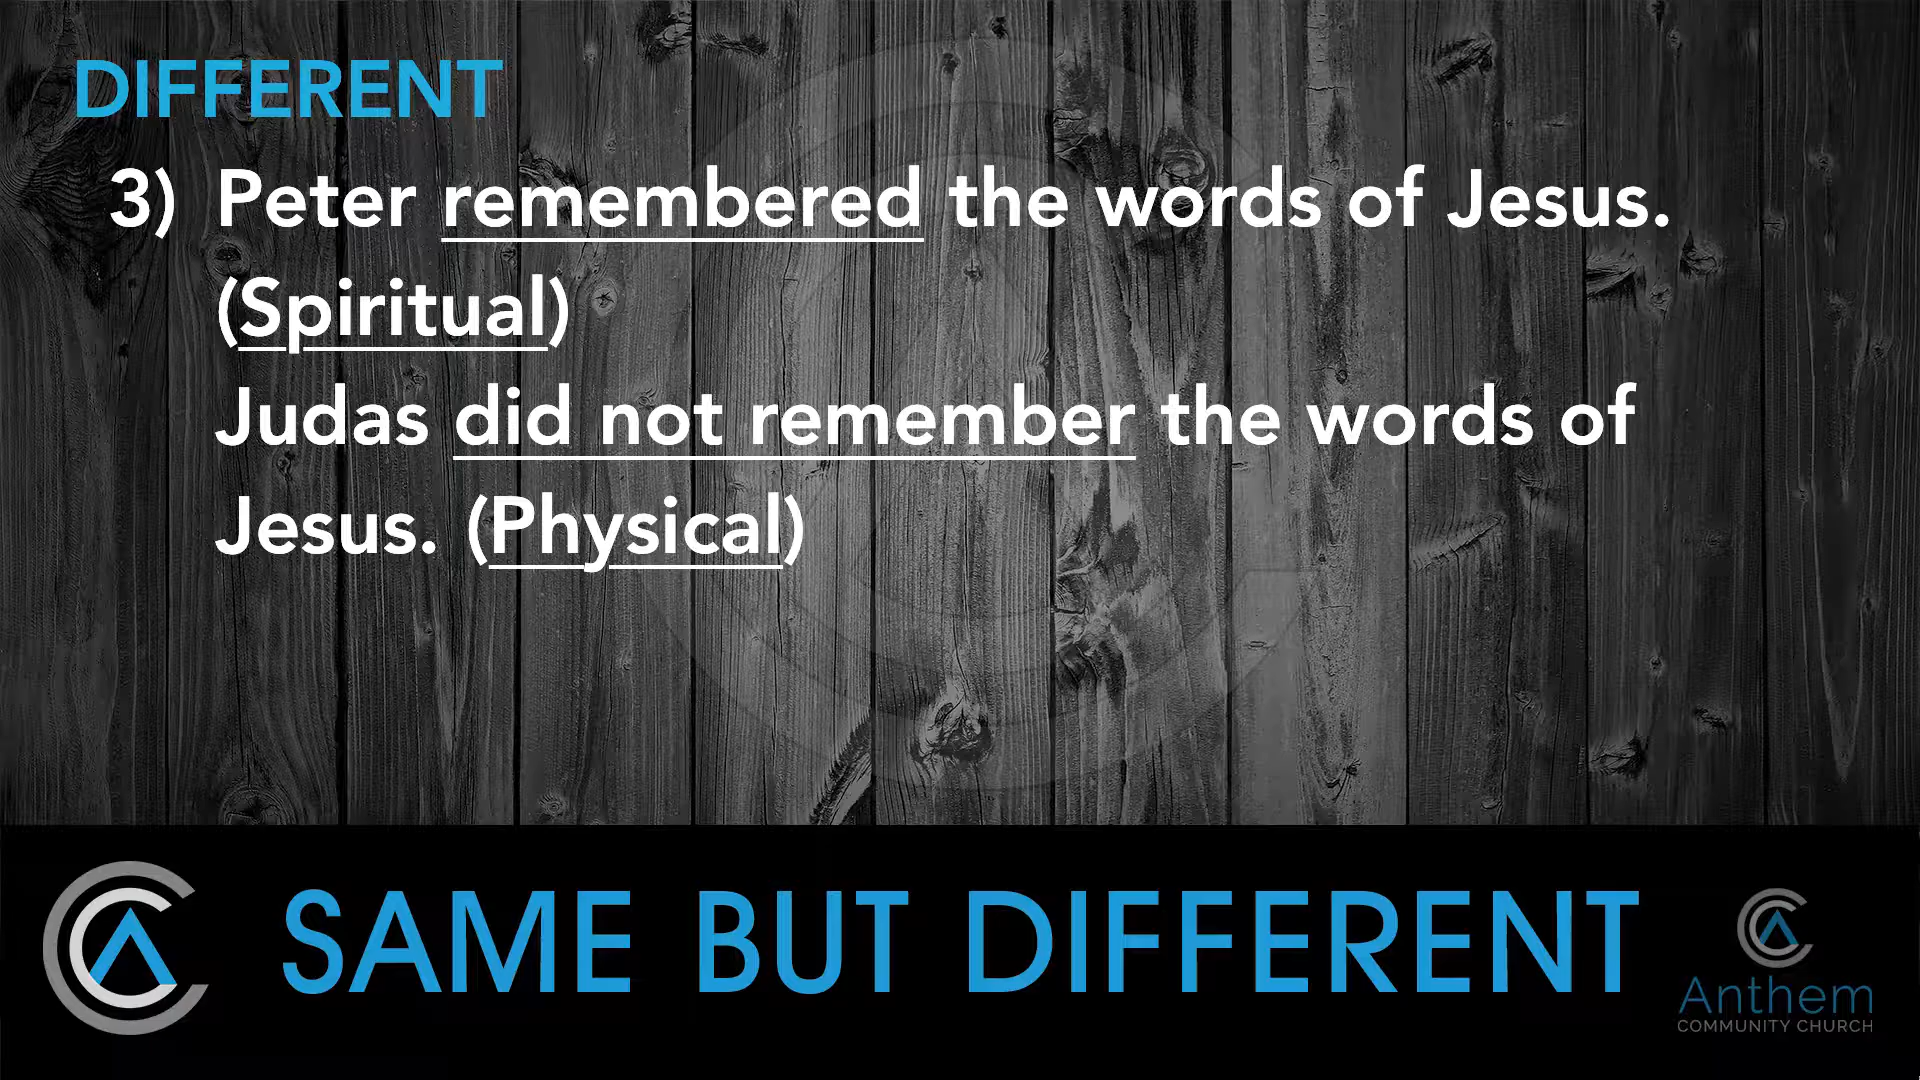 DIFFERENT
3) Peter remembered the words of Jesus.
(Spiritual)
Judas did not remember the words of
Jesus. (Physical)
SAME BUT DIFFERENT
Anthem
COMMUNITY CHURCH